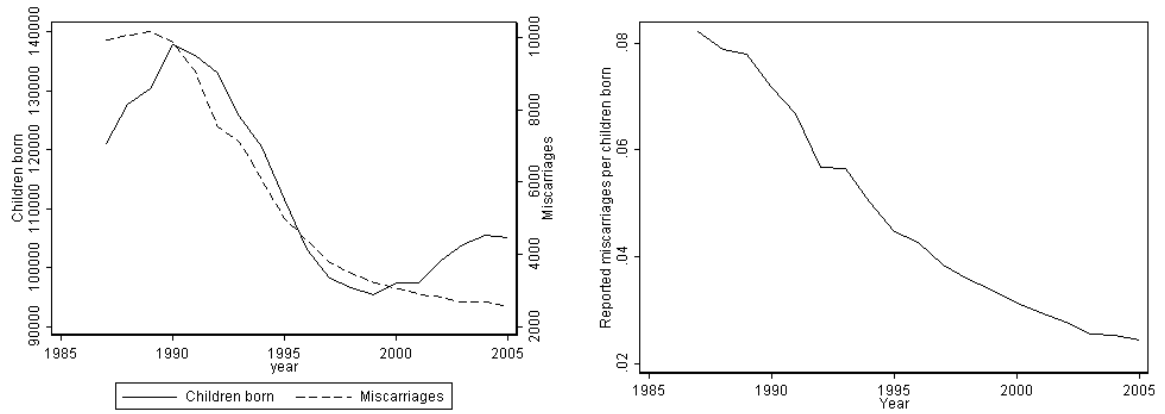 Children born
90000 100000 110000 120000 130000 140000
Miscarriages
2000 4000 6000 8000 10000
1985 1990 1995 2000 2005
year
Children born Miscarriages
Reported miscarriages per children born
.02 .04 .06 .08
1985 1990 1995 2000 2005
Year